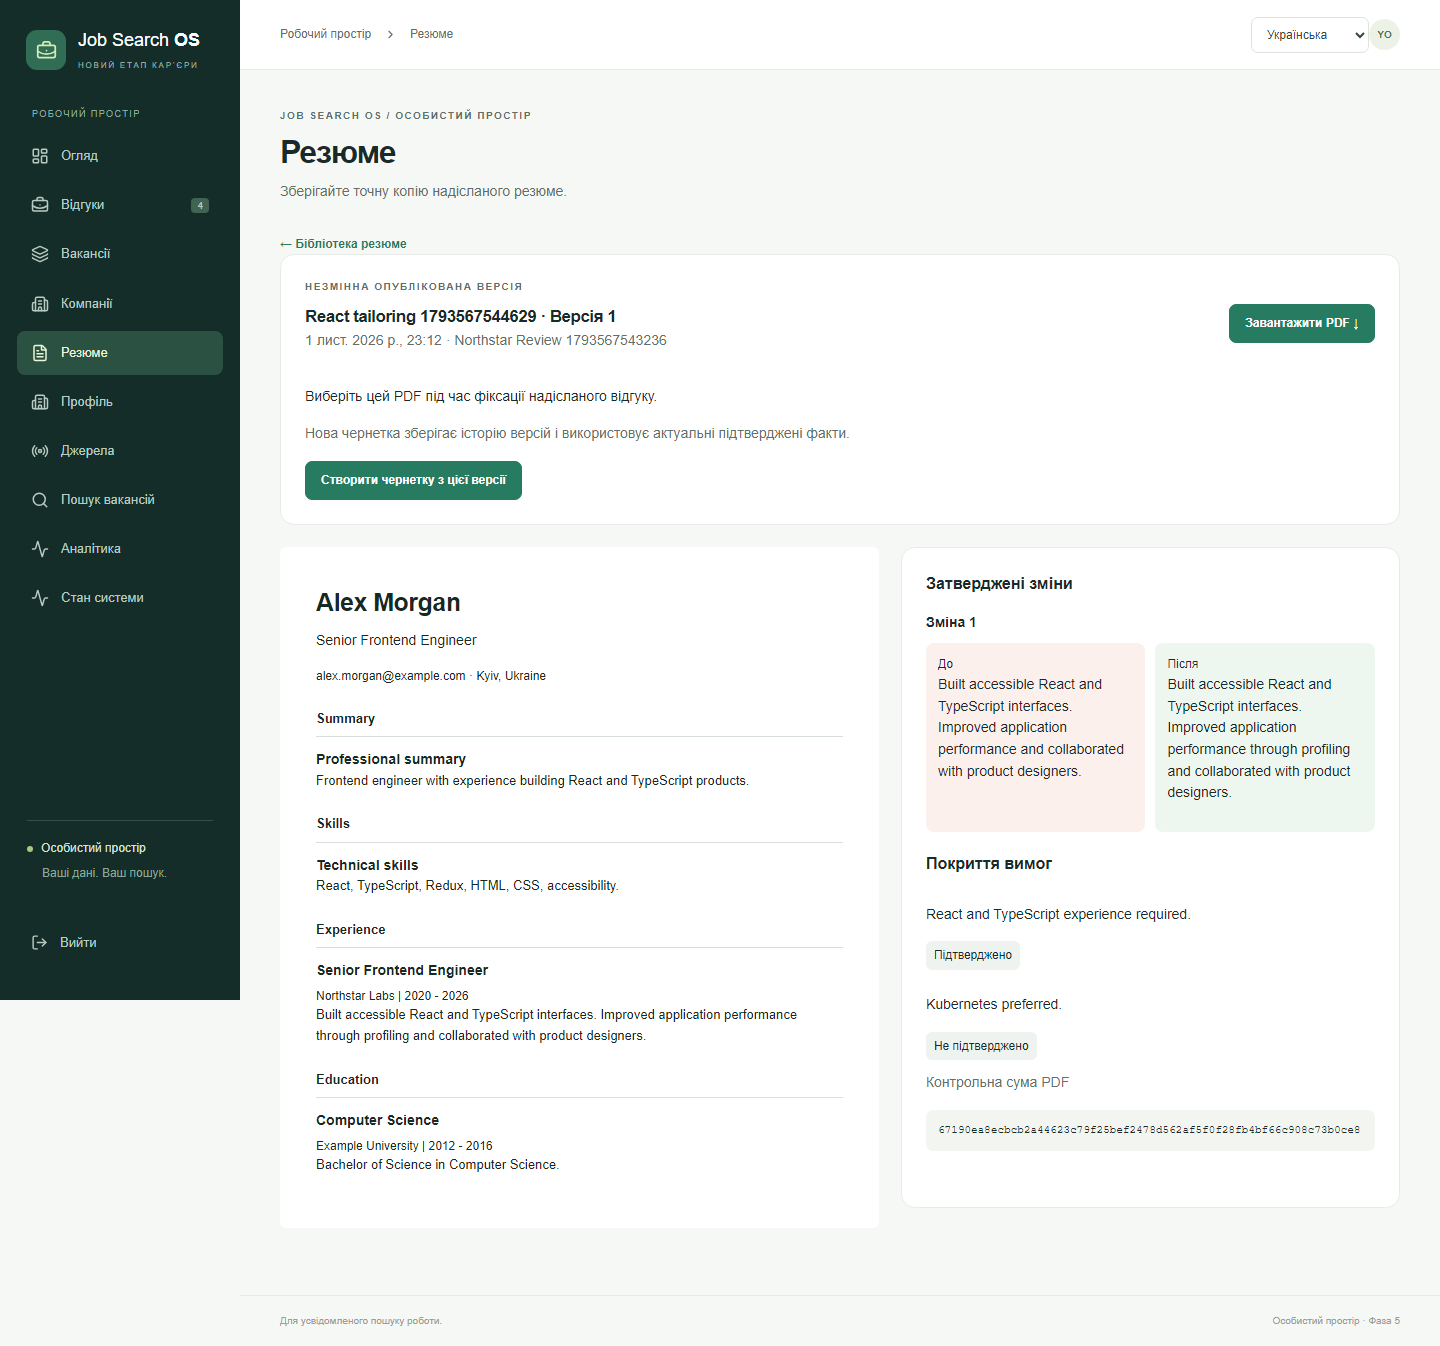 Job Search OS
НОВИЙ ЕТАП КАР'ЄРИ
РОБОЧИЙ ПРОСТІР
Огляд
Відгуки 4
Вакансії
Компанії
Резюме
Профіль
Джерела
Пошук вакансій
Аналітика
Стан системи
Особистий простір
Ваші дані. Ваш пошук.
Вийти
Робочий простір > Резюме
Українська
YO
JOB SEARCH OS / ОСОБИСТИЙ ПРОСТІР
Резюме
Зберігайте точну копію надісланого резюме.
← Бібліотека резюме
НЕЗМІННА ОПУБЛІКОВАНА ВЕРСІЯ
React tailoring 1793567544629 · Версія 1
1 лист. 2026 р., 23:12 · Northstar Review 1793567543236
Завантажити PDF ↓
Виберіть цей PDF під час фіксації надісланого відгуку.
Нова чернетка зберігає історію версій і використовує актуальні підтверджені факти.
Створити чернетку з цієї версії
Alex Morgan
Senior Frontend Engineer
alex.morgan@example.com · Kyiv, Ukraine
Summary
Professional summary
Frontend engineer with experience building React and TypeScript products.
Skills
Technical skills
React, TypeScript, Redux, HTML, CSS, accessibility.
Experience
Senior Frontend Engineer
Northstar Labs | 2020 - 2026
Built accessible React and TypeScript interfaces. Improved application performance
through profiling and collaborated with product designers.
Education
Computer Science
Example University | 2012 - 2016
Bachelor of Science in Computer Science.
Затверджені зміни
Зміна 1
До
Built accessible React and
TypeScript interfaces.
Improved application
performance and collaborated
with product designers.
Після
Built accessible React and
TypeScript interfaces.
Improved application
performance through profiling
and collaborated with product
designers.
Покриття вимог
React and TypeScript experience required.
Підтверджено
Kubernetes preferred.
Не підтверджено
Контрольна сума PDF
67190ea8ecbcb2a44623c79f25bef2478d562af5f0f28fb4bf66c908c73b0ce8
Для усвідомленого пошуку роботи.
Особистий простір · Фаза 5